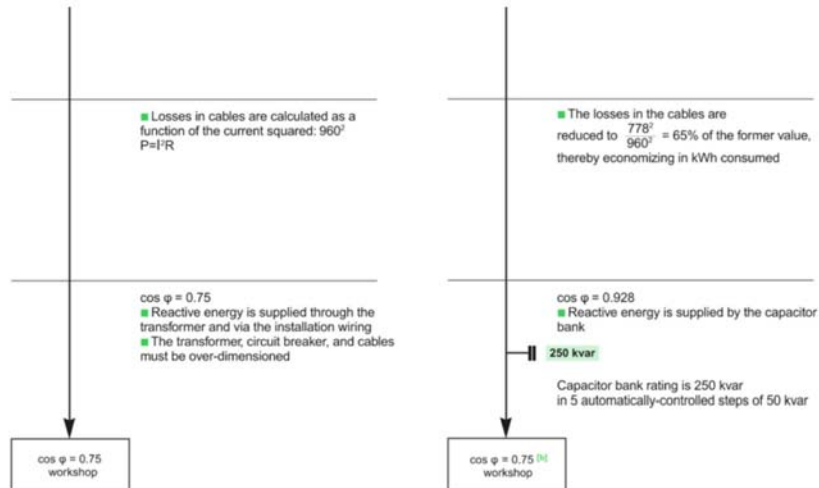 ■ Losses in cables are calculated as a
function of the current squared: 960²
P=I²R
cos φ = 0.75
■ Reactive energy is supplied through the
transformer and via the installation wiring
■ The transformer, circuit breaker, and cables
must be over-dimensioned
cos φ = 0.75
workshop
■ The losses in the cables are
reduced to 778²/960² = 65% of the former value,
thereby economizing in kWh consumed
cos φ = 0.928
■ Reactive energy is supplied by the capacitor
bank
250 kvar
Capacitor bank rating is 250 kvar
in 5 automatically-controlled steps of 50 kvar
cos φ = 0.75 [b]
workshop